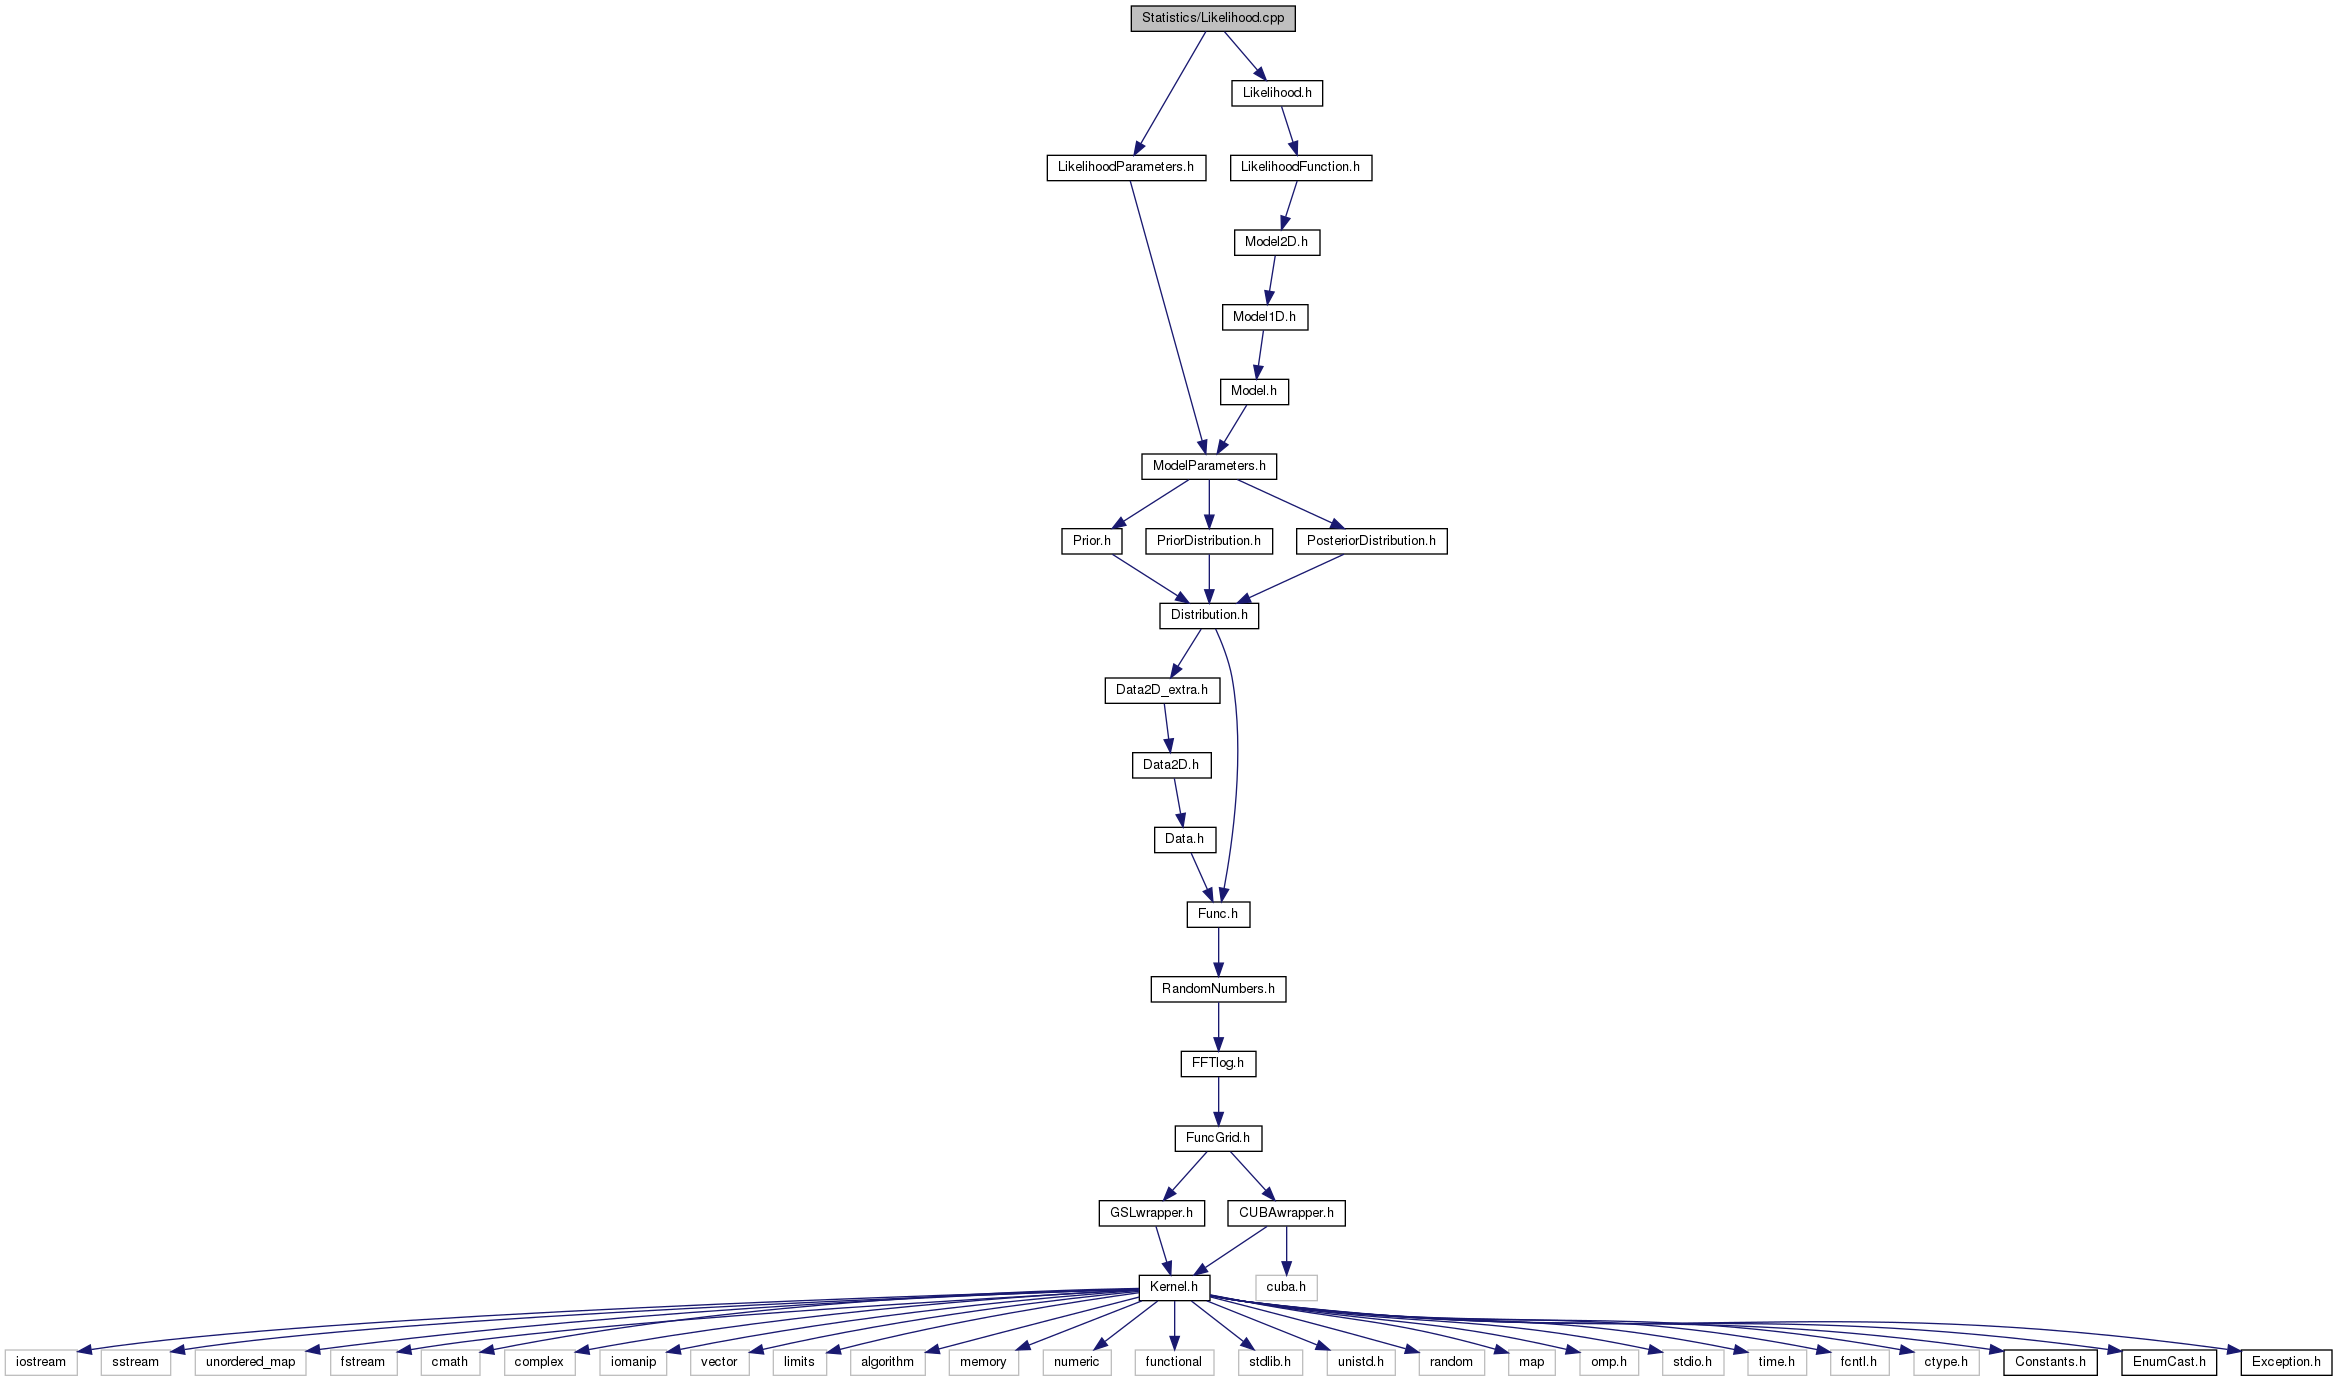 Statistics/Likelihood.cpp
Likelihood.h
LikelihoodParameters.h
LikelihoodFunction.h
Model2D.h
Model1D.h
Model.h
ModelParameters.h
Prior.h
PriorDistribution.h
PosteriorDistribution.h
Distribution.h
Data2D_extra.h
Data2D.h
Data.h
Func.h
RandomNumbers.h
FFTlog.h
FuncGrid.h
GSLwrapper.h
CUBAwrapper.h
Kernel.h
cuba.h
iostream
sstream
unordered_map
fstream
cmath
complex
iomanip
vector
limits
algorithm
memory
numeric
functional
stdlib.h
unistd.h
random
map
omp.h
stdio.h
time.h
fcntl.h
ctype.h
Constants.h
EnumCast.h
Exception.h